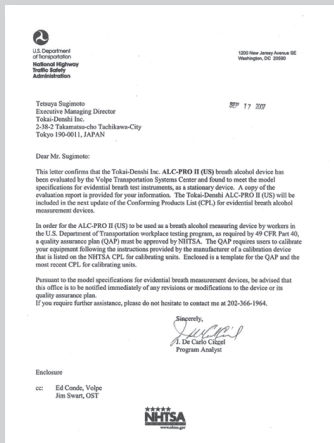 U.S. Department
of Transportation
National Highway
Traffic Safety
Administration
1200 New Jersey Avenue SE
Washington, DC 20590
SEP 17 2007
Tetsuya Sugimoto
Executive Managing Director
Tokai-Denshi Inc.
2-38-2 Takamatsu-cho Tachikawa-City
Tokyo 190-0011, JAPAN
Dear Mr. Sugimoto:
This letter confirms that the Tokai-Denshi Inc. ALC-PRO II (US) breath alcohol device has
been evaluated by the Volpe Transportation Systems Center and found to meet the model
specifications for evidential breath test instruments, as a stationary device. A copy of the
evaluation report is provided for your information. The Tokai-Denshi ALC-PRO II (US) will be
included in the next update of the Conforming Products List (CPL) for evidential breath alcohol
measurement devices.
In order for the ALC-PRO II (US) to be used as a breath alcohol measuring device by workers in
the U.S. Department of Transportation workplace testing program, as required by 49 CFR Part 40,
a quality assurance plan (QAP) must be approved by NHTSA. The QAP requires users to calibrate
your equipment following the instructions provided by the manufacturer of a calibration device
that is listed on the NHTSA CPL for calibrating units. Enclosed is a template for the QAP and the
most recent CPL for calibrating units.
Pursuant to the model specifications for evidential breath measurement devices, be advised that
this office is to be notified immediately of any revisions or modifications to the device or its
quality assurance plan.
If you require further assistance, please do not hesitate to contact me at 202-366-1964.
Sincerely,
J. De Carlo Ciccel
Program Analyst
Enclosure
cc: Ed Conde, Volpe
Jim Swart, OST
NHTSA
www.nhtsa.gov